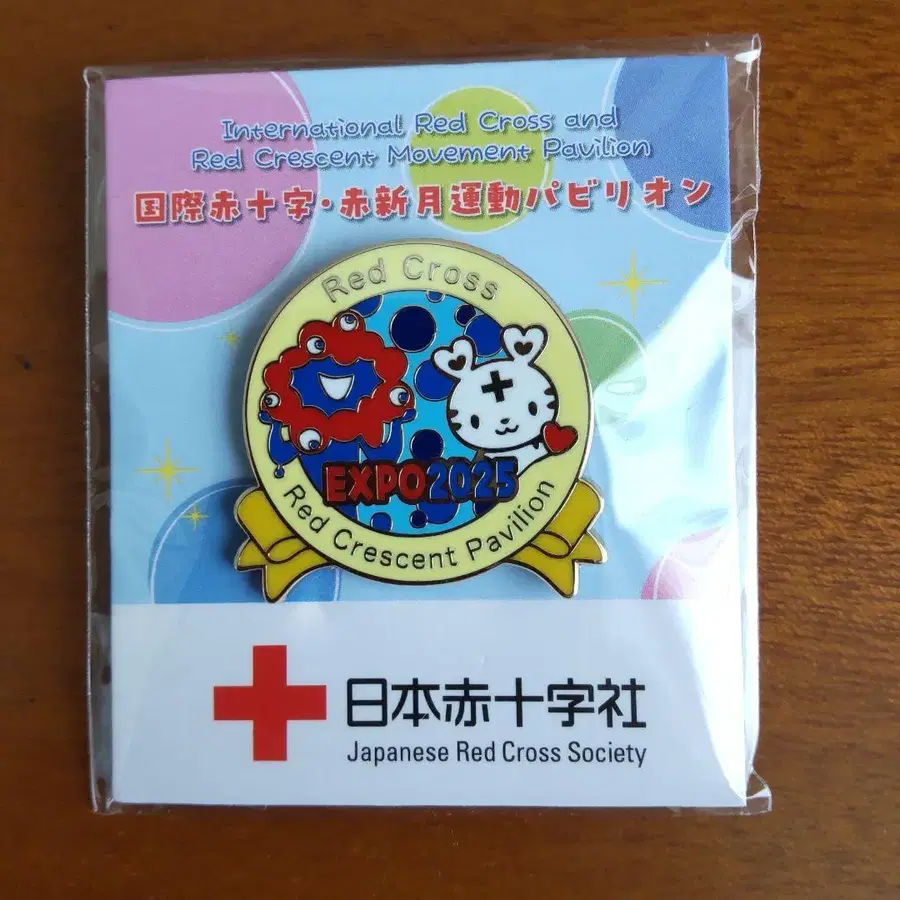 International Red Cross and
Red Crescent Movement Pavilion
国際赤十字・赤新月運動パビリオン
Red Cross
EXPO2025
Red Crescent Pavilion
日本赤十字社
Japanese Red Cross Society